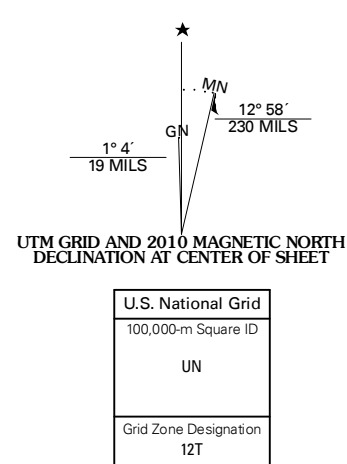 MN
GN
12° 58´
230 MILS
1° 4´
19 MILS
UTM GRID AND 2010 MAGNETIC NORTH
DECLINATION AT CENTER OF SHEET
U.S. National Grid
100,000-m Square ID
UN
Grid Zone Designation
12T